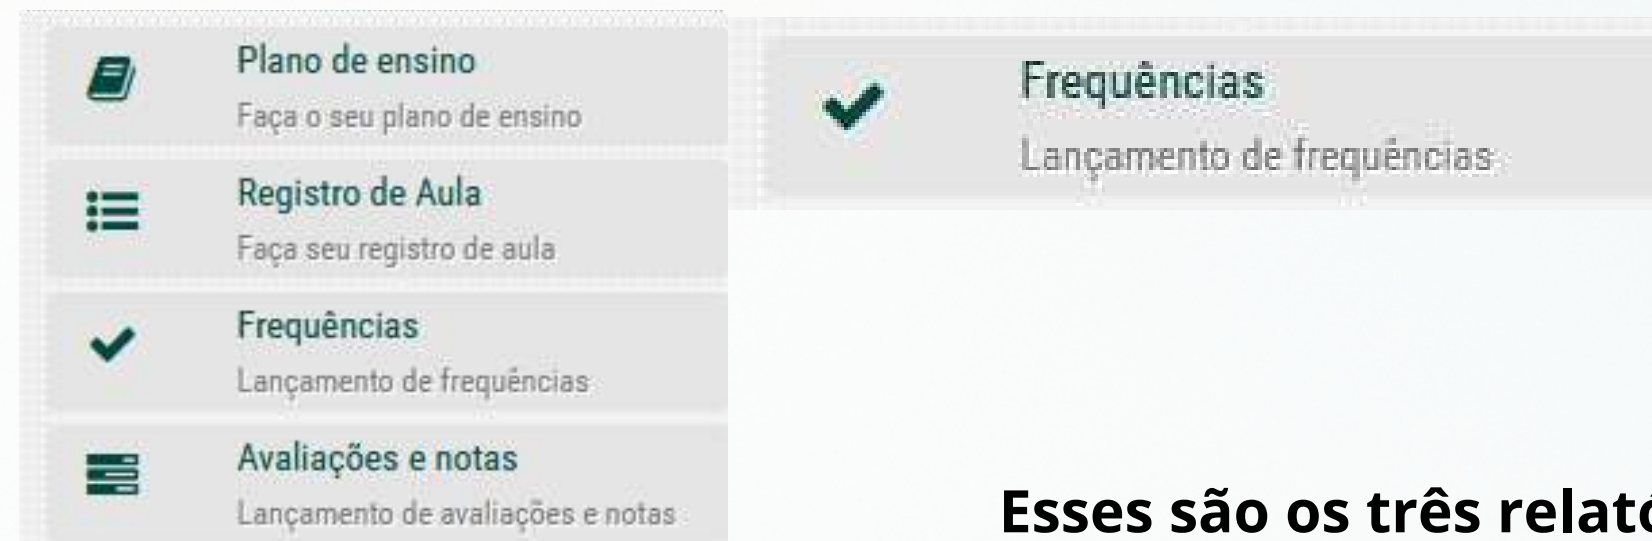 Plano de ensino
Faça o seu plano de ensino
Registro de Aula
Faça seu registro de aula
Frequências
Lançamento de frequências
Avaliações e notas
Lançamento de avaliações e notas
Frequências
Lançamento de frequências
Esses são os três